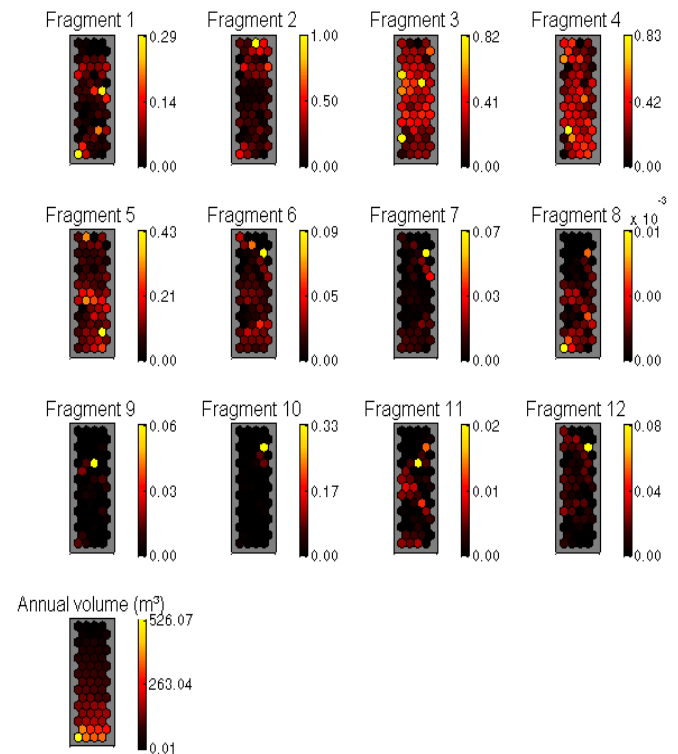 Fragment 1 Fragment 2 Fragment 3 Fragment 4
0.29 1.00 0.82 0.83
0.14 0.50 0.41 0.42
0.00 0.00 0.00 0.00
Fragment 5 Fragment 6 Fragment 7 Fragment 8 x 10⁻³
0.43 0.09 0.07 0.01
0.21 0.05 0.03 0.00
0.00 0.00 0.00 0.00
Fragment 9 Fragment 10 Fragment 11 Fragment 12
0.06 0.33 0.02 0.08
0.03 0.17 0.01 0.04
0.00 0.00 0.00 0.00
Annual volume (m³)
526.07
263.04
0.01